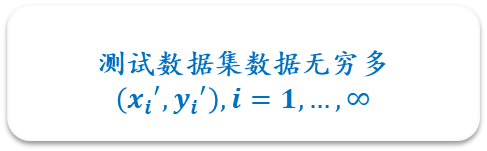 测试数据集数据无穷多
(xᵢ′, yᵢ′), i = 1, …, ∞